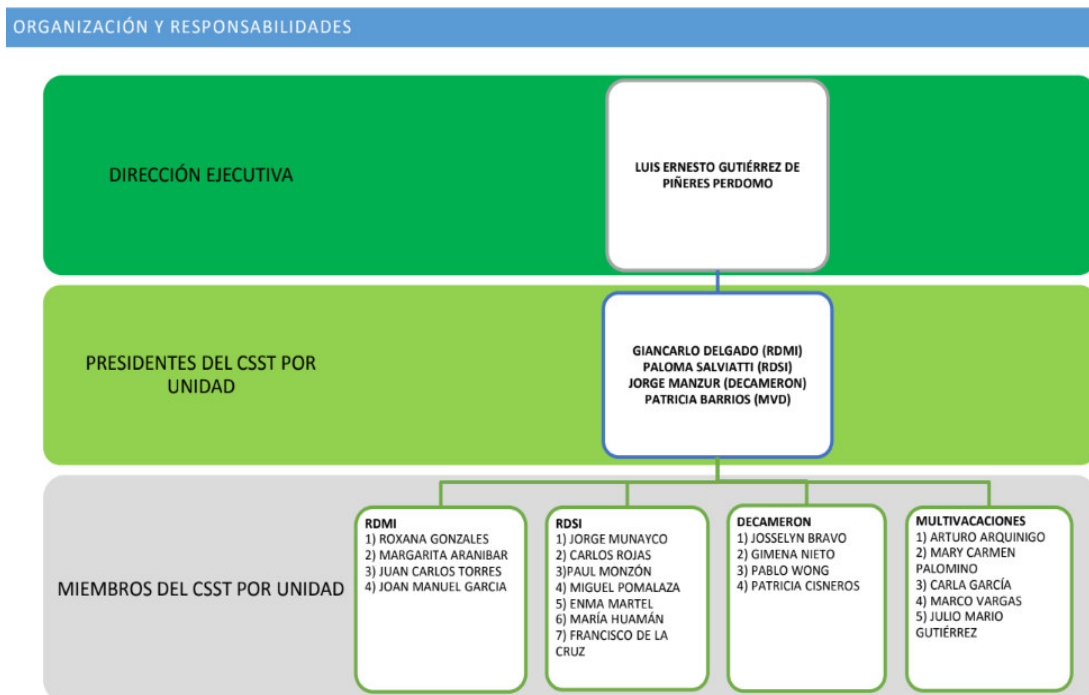 ORGANIZACIÓN Y RESPONSABILIDADES
DIRECCIÓN EJECUTIVA
LUIS ERNESTO GUTIÉRREZ DE
PIÑERES PERDOMO
PRESIDENTES DEL CSST POR
UNIDAD
GIANCARLO DELGADO (RDMI)
PALOMA SALVIATTI (RDSI)
JORGE MANZUR (DECAMERON)
PATRICIA BARRIOS (MVD)
MIEMBROS DEL CSST POR UNIDAD
RDMI
1) ROXANA GONZALES
2) MARGARITA ARANIBAR
3) JUAN CARLOS TORRES
4) JOAN MANUEL GARCIA
RDSI
1) JORGE MUNAYCO
2) CARLOS ROJAS
3)PAUL MONZÓN
4) MIGUEL POMALAZA
5) ENMA MARTEL
6) MARÍA HUAMÁN
7) FRANCISCO DE LA
CRUZ
DECAMERON
1) JOSSELYN BRAVO
2) GIMENA NIETO
3) PABLO WONG
4) PATRICIA CISNEROS
MULTIVACACIONES
1) ARTURO ARQUINIGO
2) MARY CARMEN
PALOMINO
3) CARLA GARCÍA
4) MARCO VARGAS
5) JULIO MARIO
GUTIÉRREZ